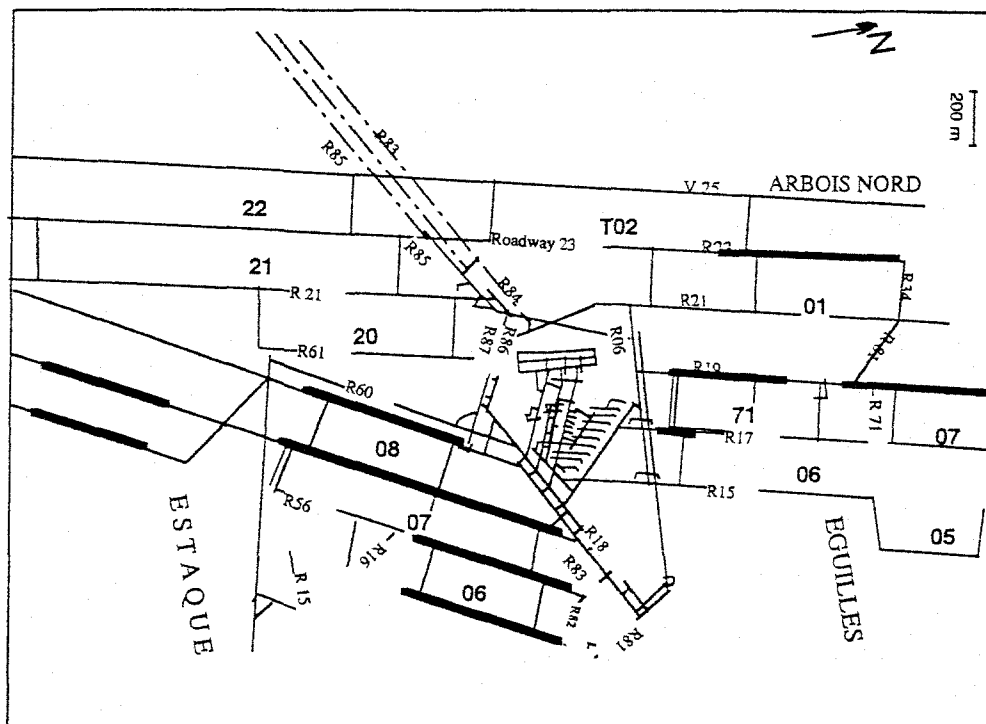 N
200 m
R83
R85
V 25
ARBOIS NORD
22
T02
Roadway 23
R85
21
R84
R34
R 21
R21
01
20
R87
R86
R06
R61
R19
R60
71
R 71
R17
07
08
06
R15
R56
07
R18
05
R16
R83
ESTAQUE
R15
06
R82
R81
EGUILLES